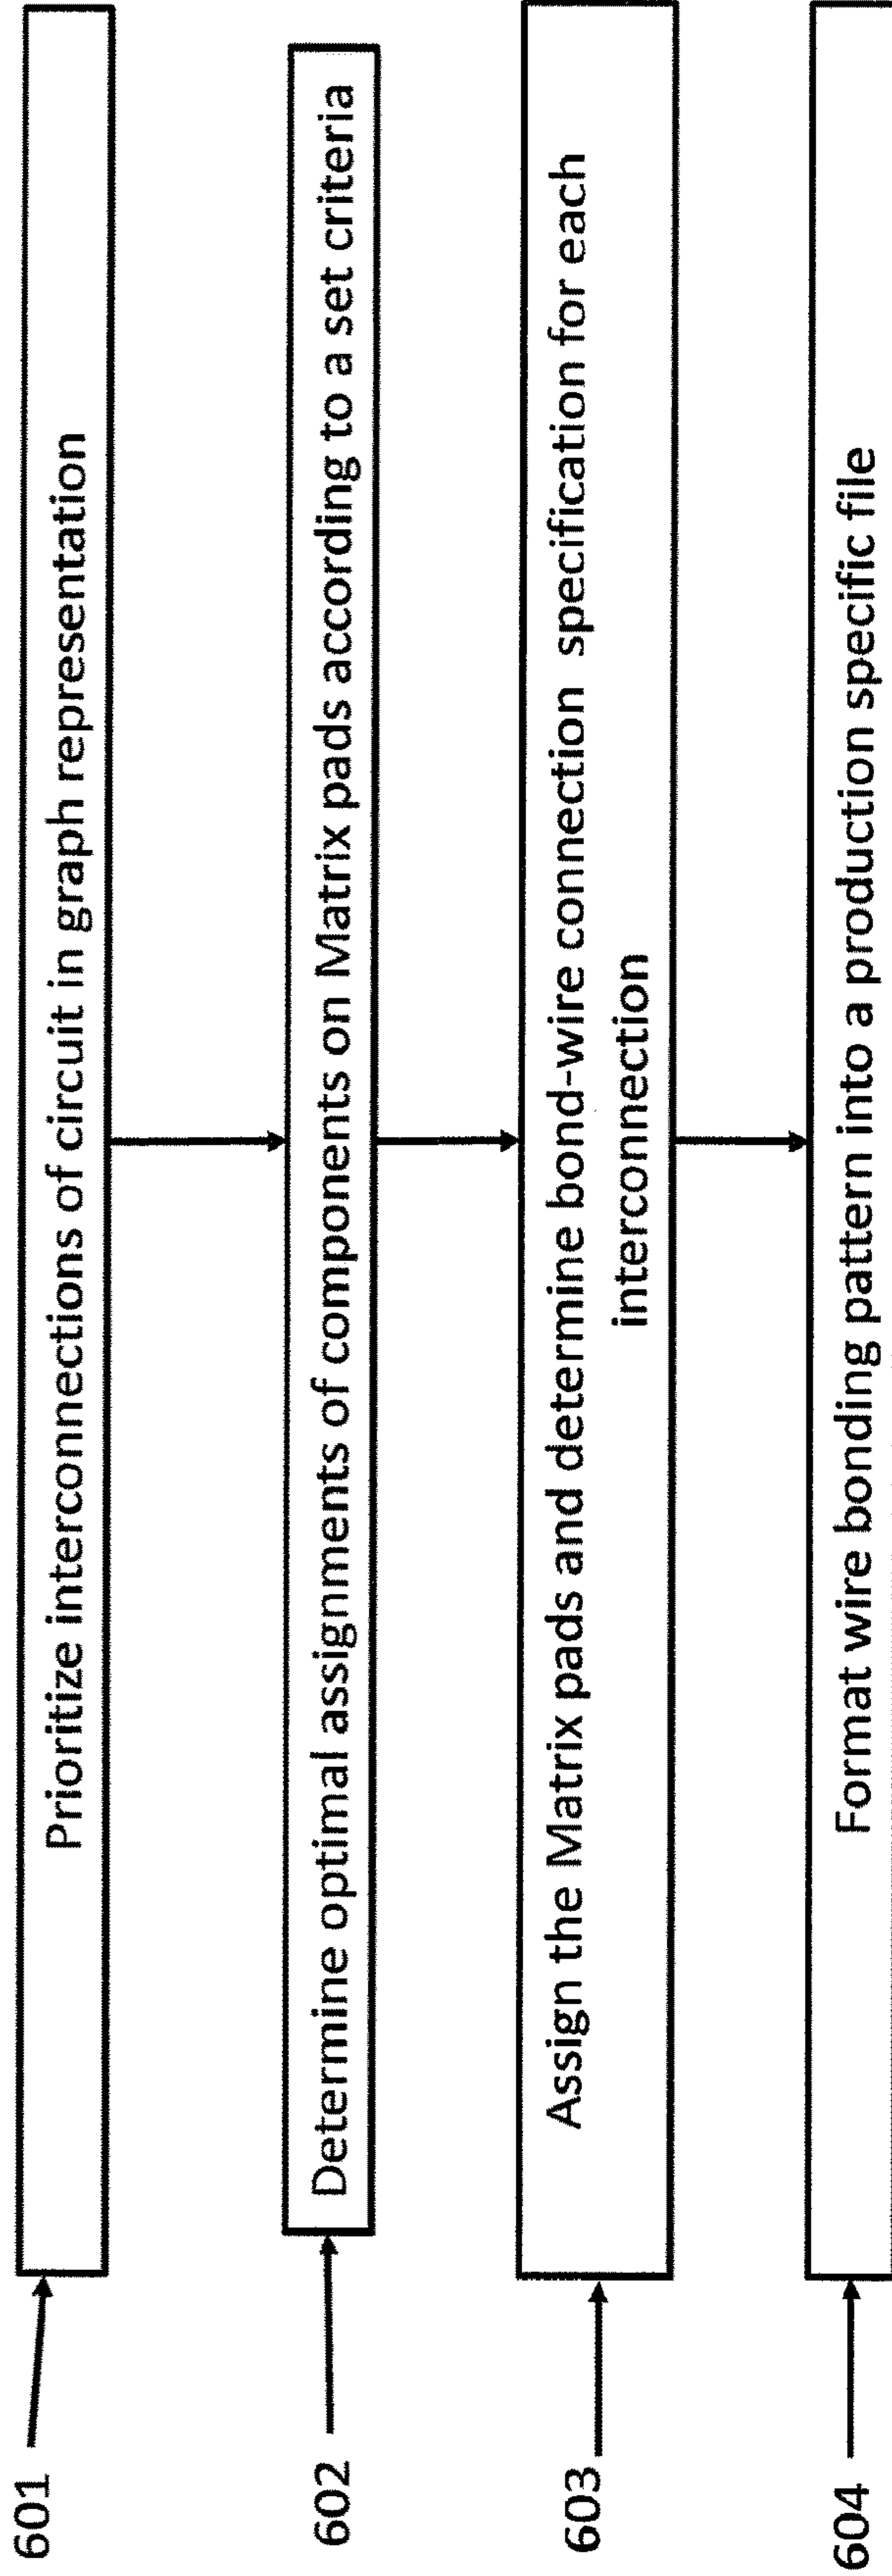 601
Prioritize interconnections of circuit in graph representation
602
Determine optimal assignments of components on Matrix pads according to a set criteria
603
Assign the Matrix pads and determine bond-wire connection specification for each
interconnection
604
Format wire bonding pattern into a production specific file